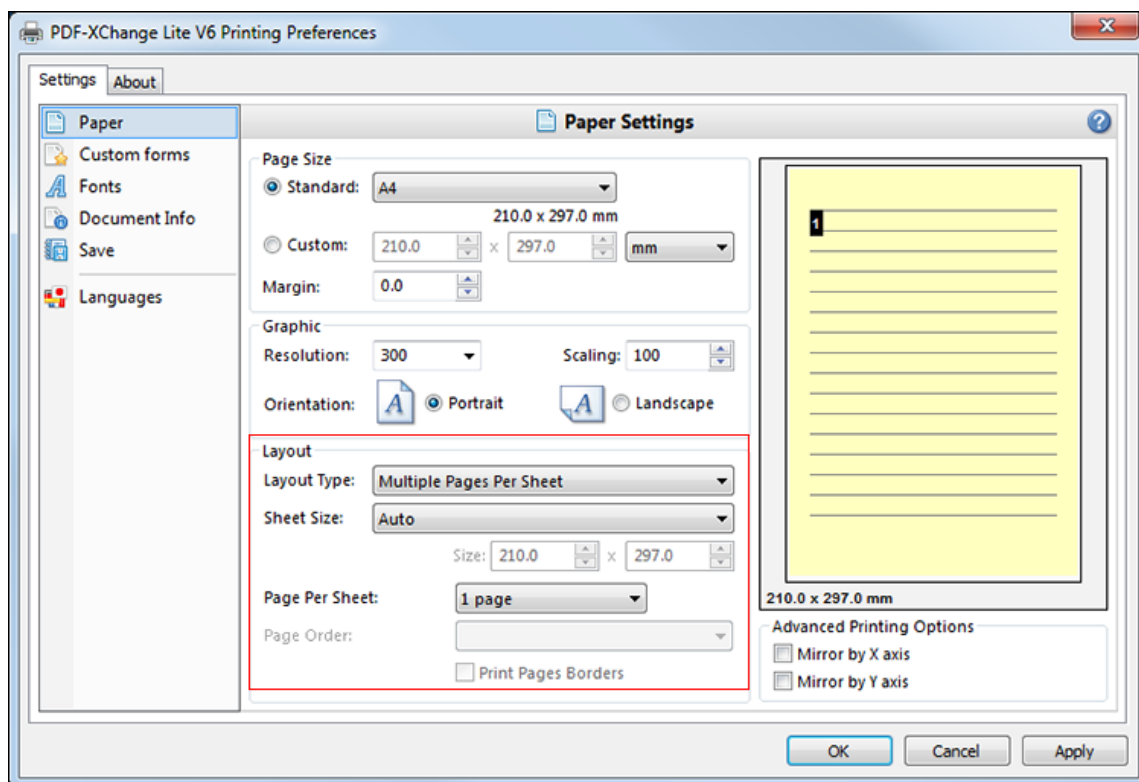 PDF-XChange Lite V6 Printing Preferences
Settings About
Paper
Custom forms
Fonts
Document Info
Save
Languages
Paper Settings
Page Size
Standard: A4
210.0 x 297.0 mm
Custom: 210.0 x 297.0 mm
Margin: 0.0
Graphic
Resolution: 300 Scaling: 100
Orientation: A Portrait A Landscape
Layout
Layout Type: Multiple Pages Per Sheet
Sheet Size: Auto
Size: 210.0 x 297.0
Page Per Sheet: 1 page
Page Order:
Print Pages Borders
1
210.0 x 297.0 mm
Advanced Printing Options
Mirror by X axis
Mirror by Y axis
OK Cancel Apply